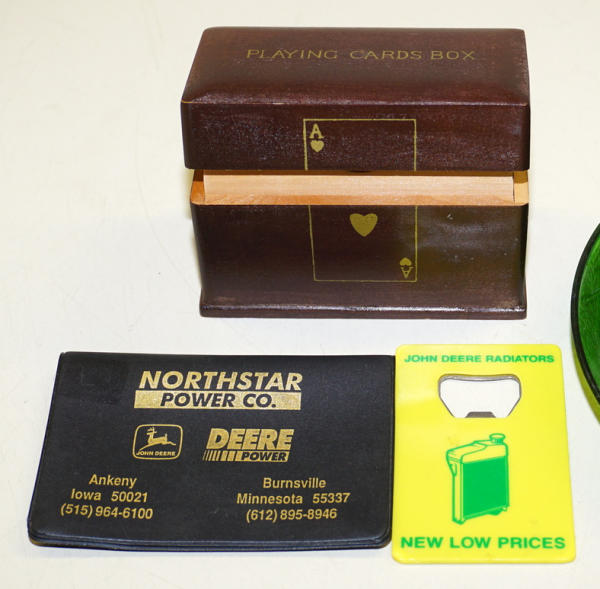 PLAYING CARDS BOX
A
A
NORTHSTAR
POWER CO.
JOHN DEERE
DEERE
POWER
Ankeny
Iowa 50021
(515) 964-6100
Burnsville
Minnesota 55337
(612) 895-8946
JOHN DEERE RADIATORS
NEW LOW PRICES